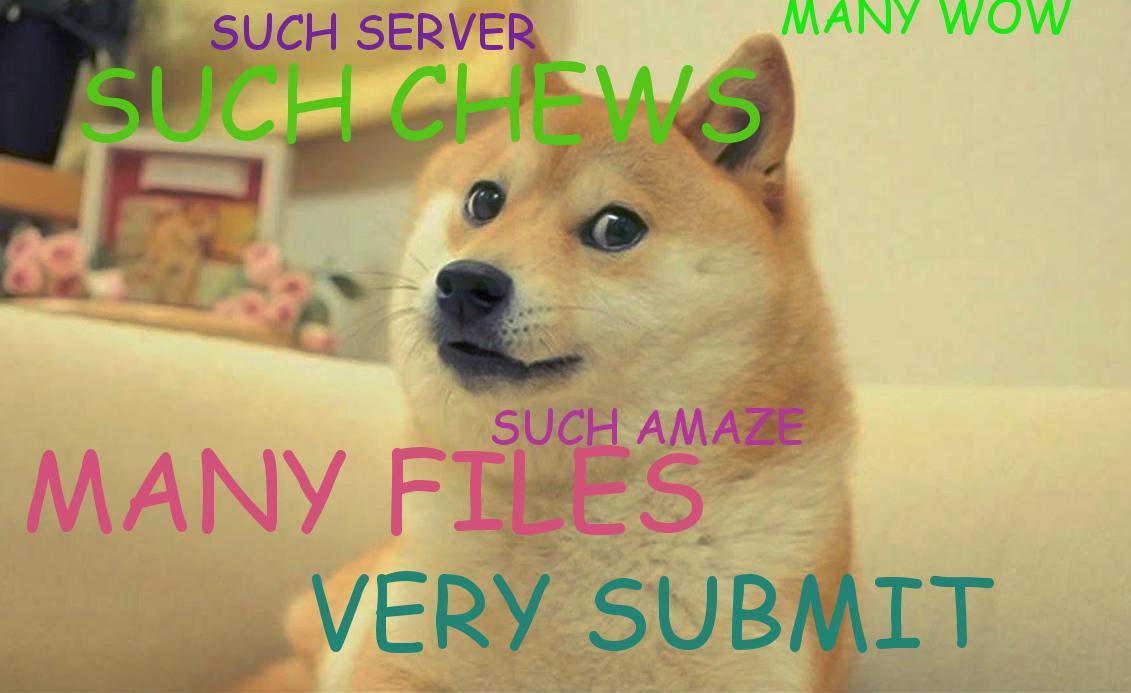 MANY WOW
SUCH SERVER
SUCH CHEWS
SUCH AMAZE
MANY FILES
VERY SUBMIT